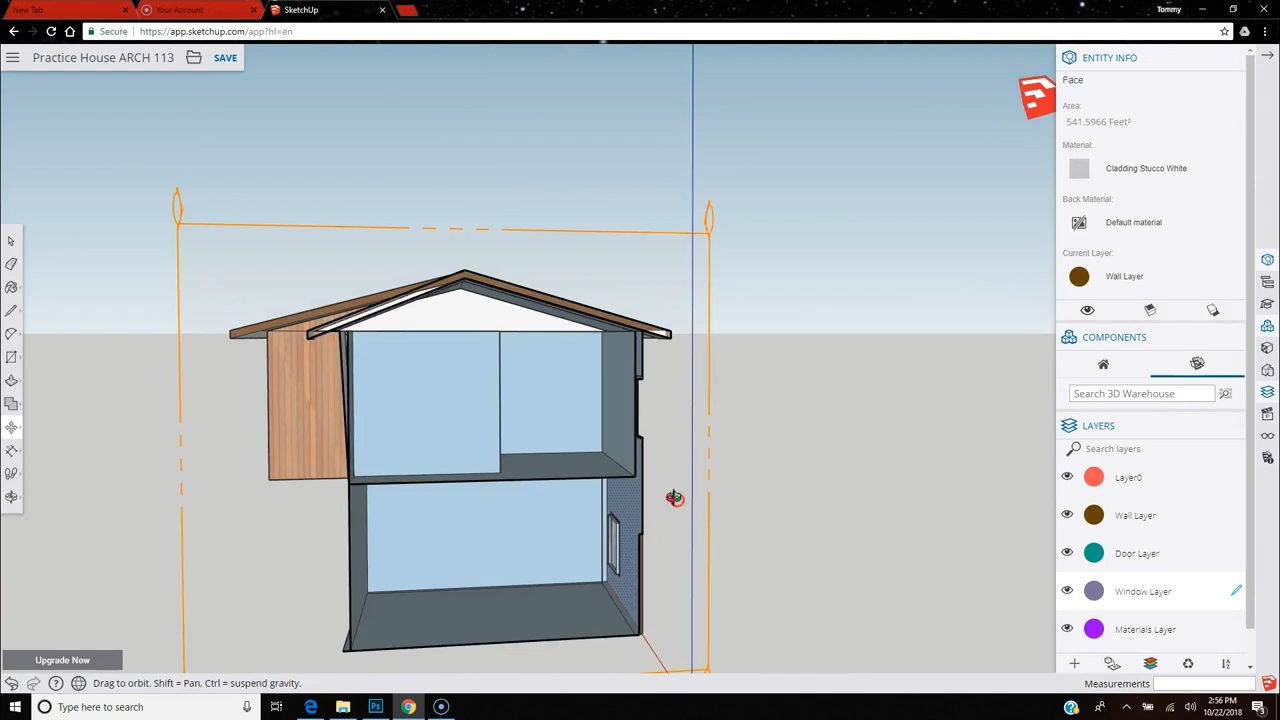 New Tab
Your Account
SketchUp
Tommy
Secure
https://app.sketchup.com/app?hl=en
Practice House ARCH 113
SAVE
ENTITY INFO
Face
Area:
541.5966 Feet²
Material:
Cladding Stucco White
Back Material:
Default material
Current Layer:
Wall Layer
COMPONENTS
Search 3D Warehouse
LAYERS
Search layers
Layer0
Wall Layer
Door Layer
Window Layer
Materials Layer
Upgrade Now
Drag to orbit. Shift = Pan, Ctrl = suspend gravity.
Measurements
Type here to search
2:56 PM
10/22/2018